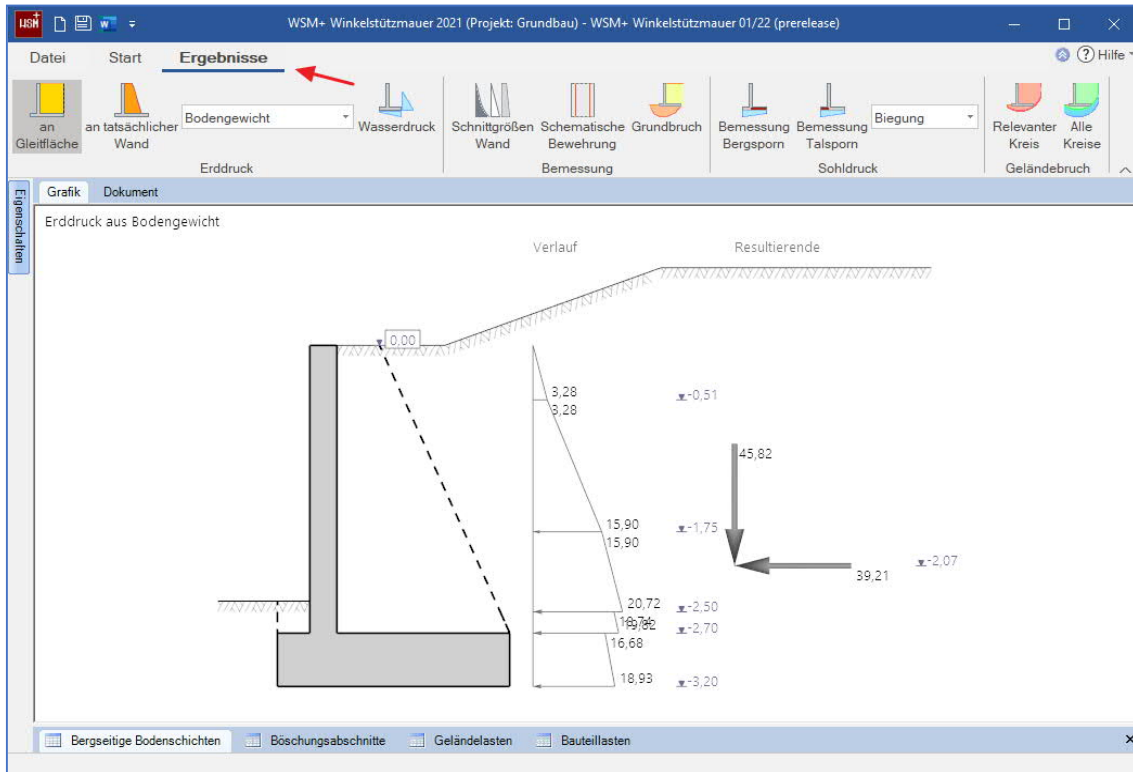 WSM+ Winkelstützmauer 2021 (Projekt: Grundbau) - WSM+ Winkelstützmauer 01/22 (prerelease)
Datei Start Ergebnisse Hilfe
an Gleitfläche
an tatsächlicher Wand
Bodengewicht
Wasserdruck
Schnittgrößen Wand
Schematische Bewehrung
Grundbruch
Bemessung Bergsporn
Bemessung Talsporn
Biegung
Relevanter Kreis
Alle Kreise
Erddruck Bemessung Sohldruck Geländebruch
Eigenschaften
Grafik Dokument
Erddruck aus Bodengewicht
Verlauf Resultierende
0,00
3,28 -0,51
3,28
45,82
15,90 -1,75
15,90
-2,07
39,21
20,72 -2,50
19,62 -2,70
16,68
18,93 -3,20
Bergseitige Bodenschichten Böschungsabschnitte Geländelasten Bauteillasten